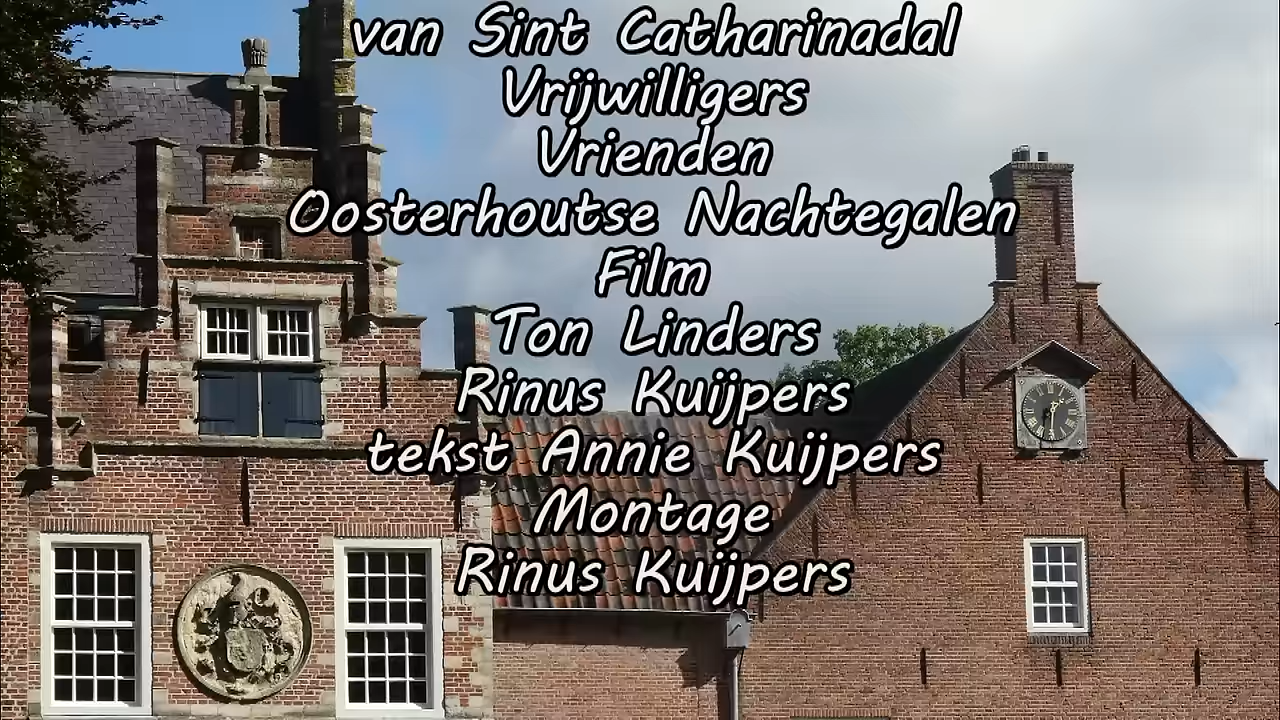 van Sint Catharinadal
Vrijwilligers
Vrienden
Oosterhoutse Nachtegalen
Film
Ton Linders
Rinus Kuijpers
tekst Annie Kuijpers
Montage
Rinus Kuijpers